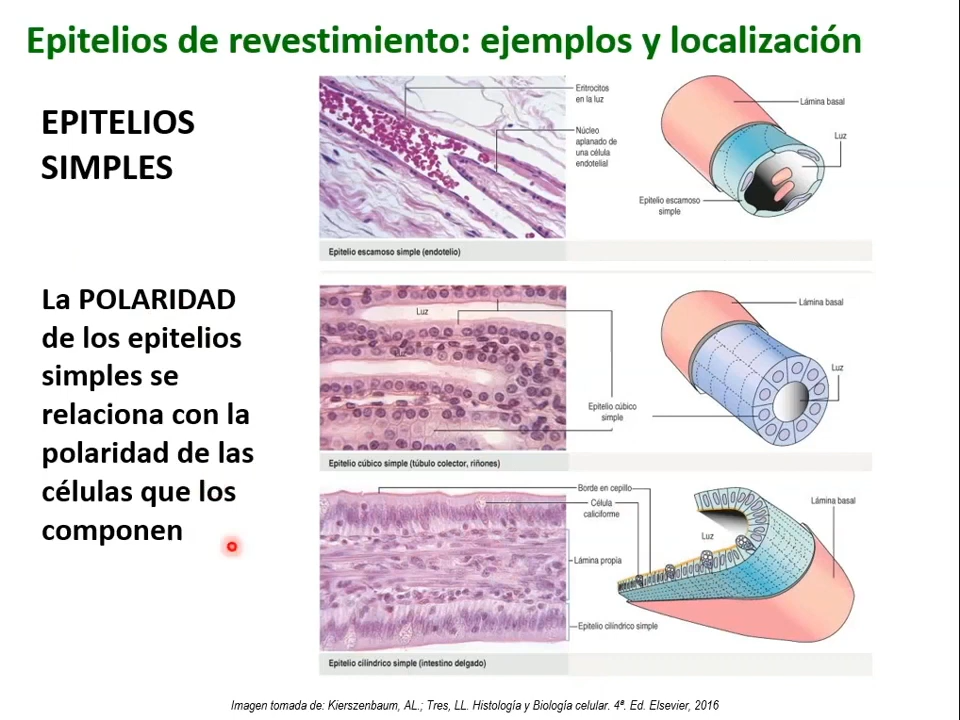 Epitelios de revestimiento: ejemplos y localización
EPITELIOS
SIMPLES
La POLARIDAD
de los epitelios
simples se
relaciona con la
polaridad de las
células que los
componen
Eritrocitos
en la luz
Núcleo
aplanado de
una célula
endotelial
Lámina basal
Luz
Epitelio escamoso
simple
Epitelio escamoso simple (endotelio)
Luz
Luz
Lámina basal
Luz
Epitelio cúbico
simple
Epitelio cúbico simple (túbulo colector, riñones)
Borde en cepillo
Célula
caliciforme
Lámina propia
Epitelio cilíndrico simple
Luz
Lámina basal
Epitelio cilíndrico simple (intestino delgado)
Imagen tomada de: Kierszenbaum, AL.; Tres, LL. Histología y Biología celular. 4ª. Ed. Elsevier, 2016